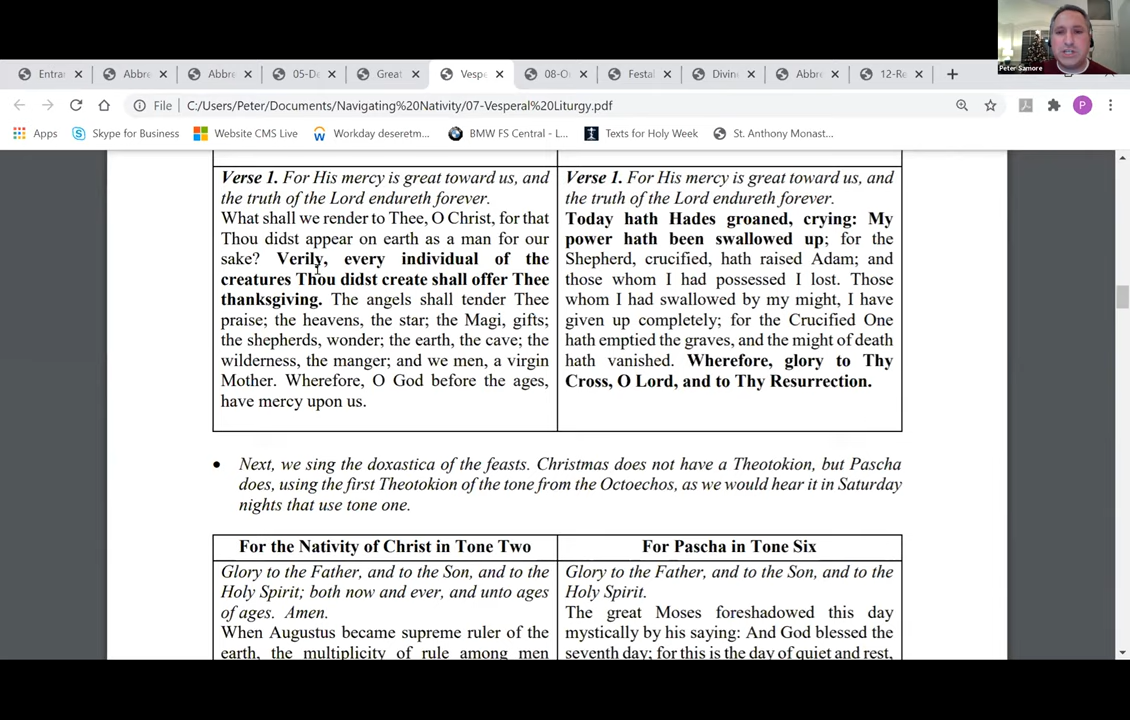 Peter Samore
Entra
Abbre
Abbre
05-De
Great
Vespe
08-O
Festal
Divin
Abbre
12-Re
File
C:/Users/Peter/Documents/Navigating%20Nativity/07-Vesperal%20Liturgy.pdf
P
Apps
Skype for Business
Website CMS Live
Workday deseretm...
BMW FS Central - L...
Texts for Holy Week
St. Anthony Monast...
Verse 1. For His mercy is great toward us, and
the truth of the Lord endureth forever.
What shall we render to Thee, O Christ, for that
Thou didst appear on earth as a man for our
sake? Verily, every individual of the
creatures Thou didst create shall offer Thee
thanksgiving. The angels shall tender Thee
praise; the heavens, the star; the Magi, gifts;
the shepherds, wonder; the earth, the cave; the
wilderness, the manger; and we men, a virgin
Mother. Wherefore, O God before the ages,
have mercy upon us.
Verse 1. For His mercy is great toward us, and
the truth of the Lord endureth forever.
Today hath Hades groaned, crying: My
power hath been swallowed up; for the
Shepherd, crucified, hath raised Adam; and
those whom I had possessed I lost. Those
whom I had swallowed by my might, I have
given up completely; for the Crucified One
hath emptied the graves, and the might of death
hath vanished. Wherefore, glory to Thy
Cross, O Lord, and to Thy Resurrection.
• Next, we sing the doxastica of the feasts. Christmas does not have a Theotokion, but Pascha
does, using the first Theotokion of the tone from the Octoechos, as we would hear it in Saturday
nights that use tone one.
For the Nativity of Christ in Tone Two
Glory to the Father, and to the Son, and to the
Holy Spirit; both now and ever, and unto ages
of ages. Amen.
When Augustus became supreme ruler of the
earth, the multiplicity of rule among men
For Pascha in Tone Six
Glory to the Father, and to the Son, and to the
Holy Spirit.
The great Moses foreshadowed this day
mystically by his saying: And God blessed the
seventh day; for this is the day of quiet and rest,